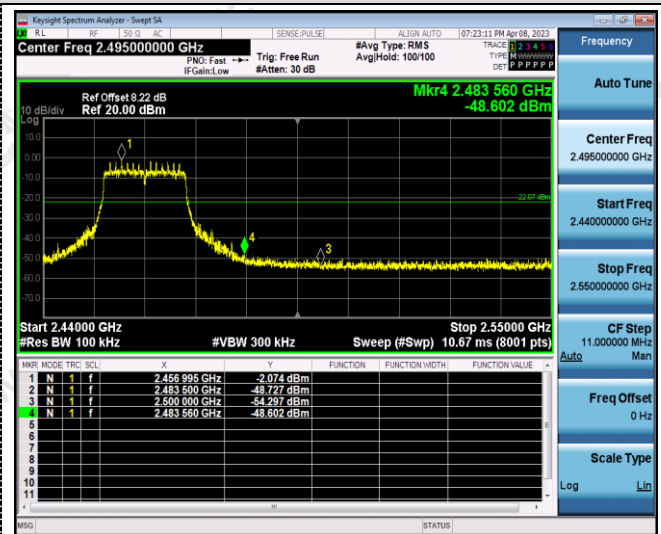 Keysight Spectrum Analyzer - Swept SA
RL RF 50 Ω AC SENSE:PULSE ALIGN AUTO 07:23:11 PM Apr 08, 2023
Center Freq 2.495000000 GHz
PNO: Fast
IFGain:Low
Trig: Free Run
#Atten: 30 dB
#Avg Type: RMS
Avg|Hold: 100/100
TRACE 1 2 3 4 5 6
TYPE M WWWWW
DET P P P P P P
Mkr4 2.483 560 GHz
-48.602 dBm
Ref Offset 8.22 dB
Ref 20.00 dBm
10 dB/div
Log
10.0
0.00
-10.0
-20.0
-30.0
-40.0
-50.0
-60.0
-70.0
1
4
3
-22.07 dBm
Start 2.44000 GHz Stop 2.55000 GHz
#Res BW 100 kHz #VBW 300 kHz Sweep (#Swp) 10.67 ms (8001 pts)
MKR MODE TRC SCL X Y FUNCTION FUNCTION WIDTH FUNCTION VALUE
1 N 1 f 2.456 995 GHz -2.074 dBm
2 N 1 f 2.483 500 GHz -48.727 dBm
3 N 1 f 2.500 000 GHz -54.297 dBm
4 N 1 f 2.483 560 GHz -48.602 dBm
5
6
7
8
9
10
11
MSG STATUS
Frequency
Auto Tune
Center Freq
2.495000000 GHz
Start Freq
2.440000000 GHz
Stop Freq
2.550000000 GHz
CF Step
11.000000 MHz
Auto Man
Freq Offset
0 Hz
Scale Type
Log Lin